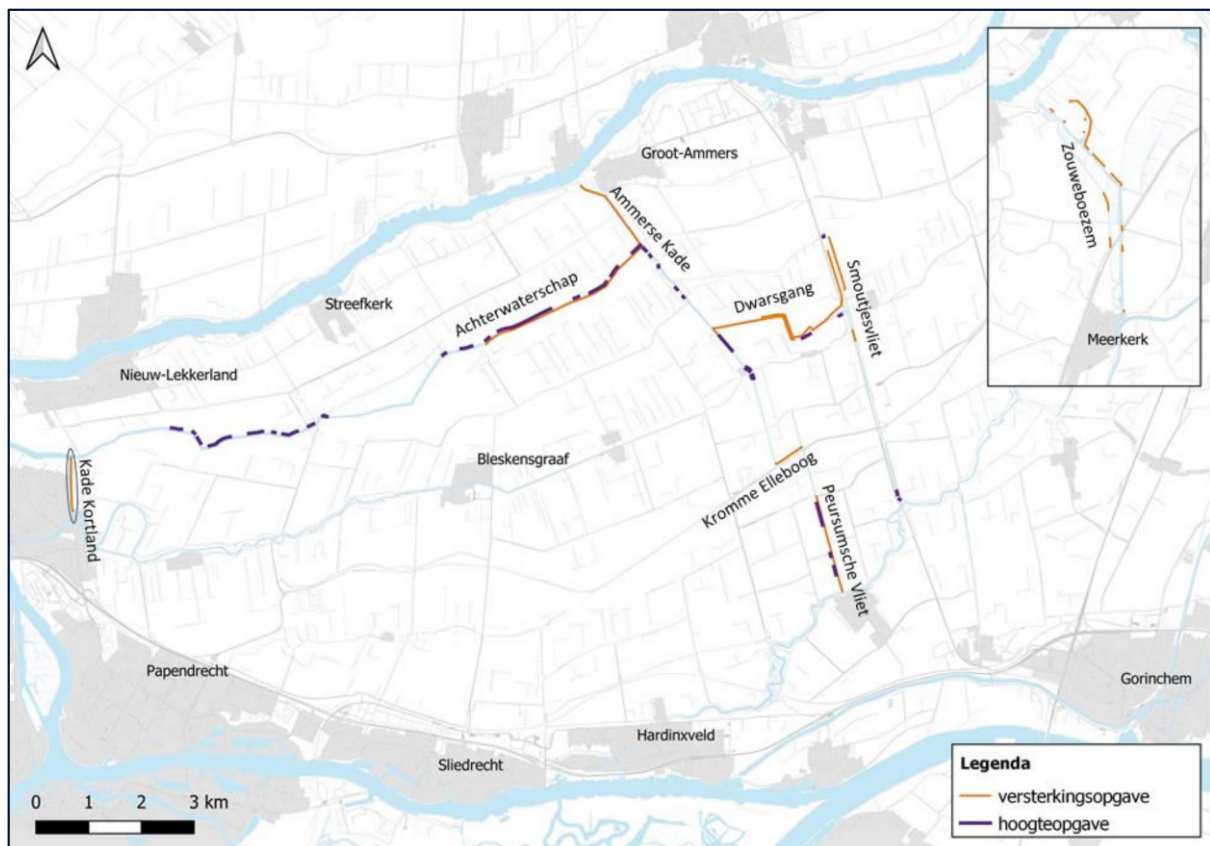 Groot-Ammers
Ammerse Kade
Zouweboezem
Smoutjesvliet
Dwarsgang
Achterwaterschap
Streefkerk
Meerkerk
Nieuw-Lekkerland
Bleskensgraaf
Kade Kortland
Kromme Elleboog
Peursumsche Vliet
Papendrecht
Gorinchem
Hardinxveld
Sliedrecht
Legenda
versterkingsopgave
hoogteopgave
0 1 2 3 km